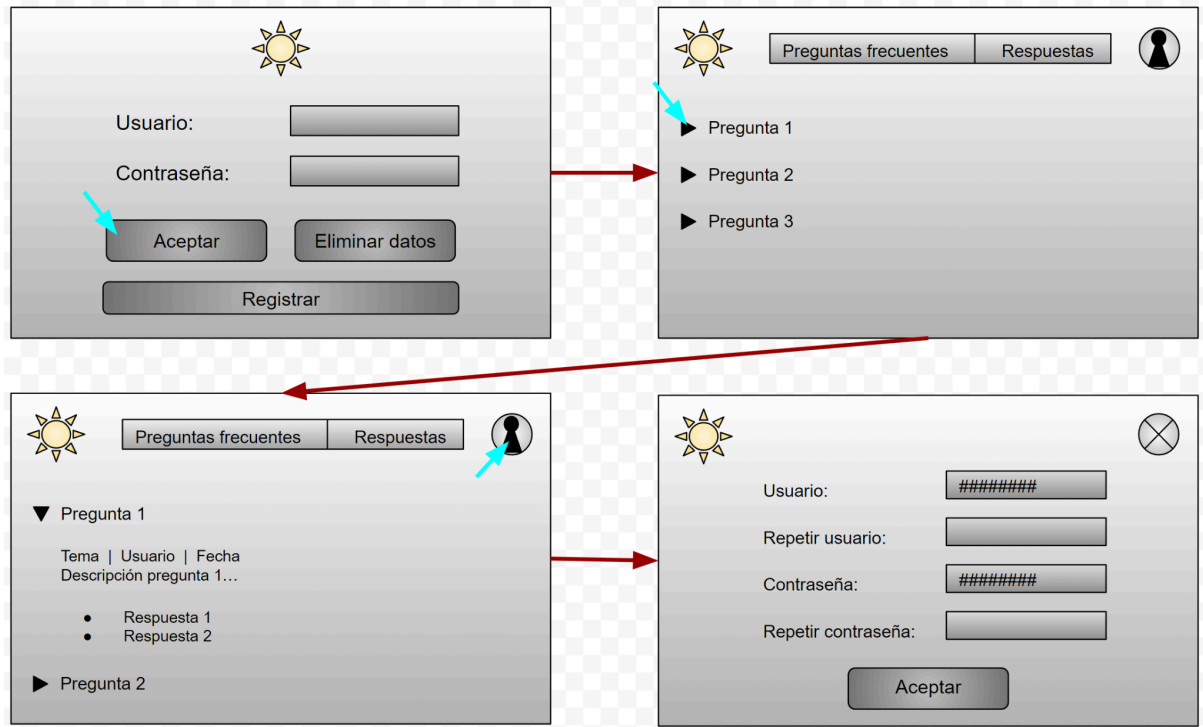 Usuario:
Contraseña:
Aceptar Eliminar datos
Registrar
Preguntas frecuentes Respuestas
Pregunta 1
Pregunta 2
Pregunta 3
Preguntas frecuentes Respuestas
Pregunta 1
Tema | Usuario | Fecha
Descripción pregunta 1…
● Respuesta 1
● Respuesta 2
Pregunta 2
Usuario: ########
Repetir usuario:
Contraseña: ########
Repetir contraseña:
Aceptar